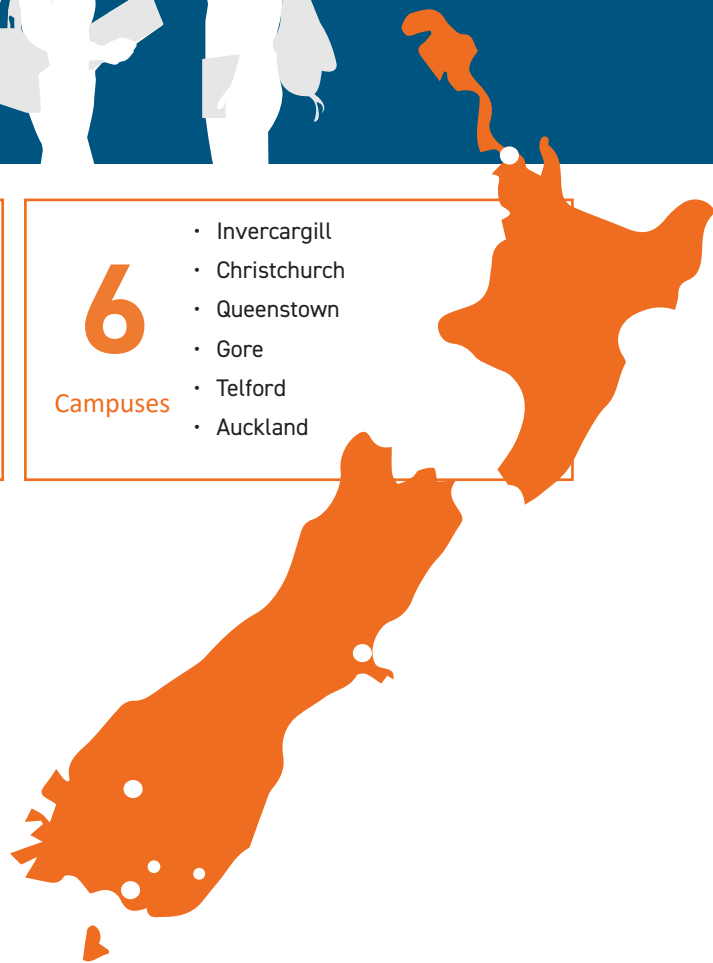 6
Campuses
· Invercargill
· Christchurch
· Queenstown
· Gore
· Telford
· Auckland